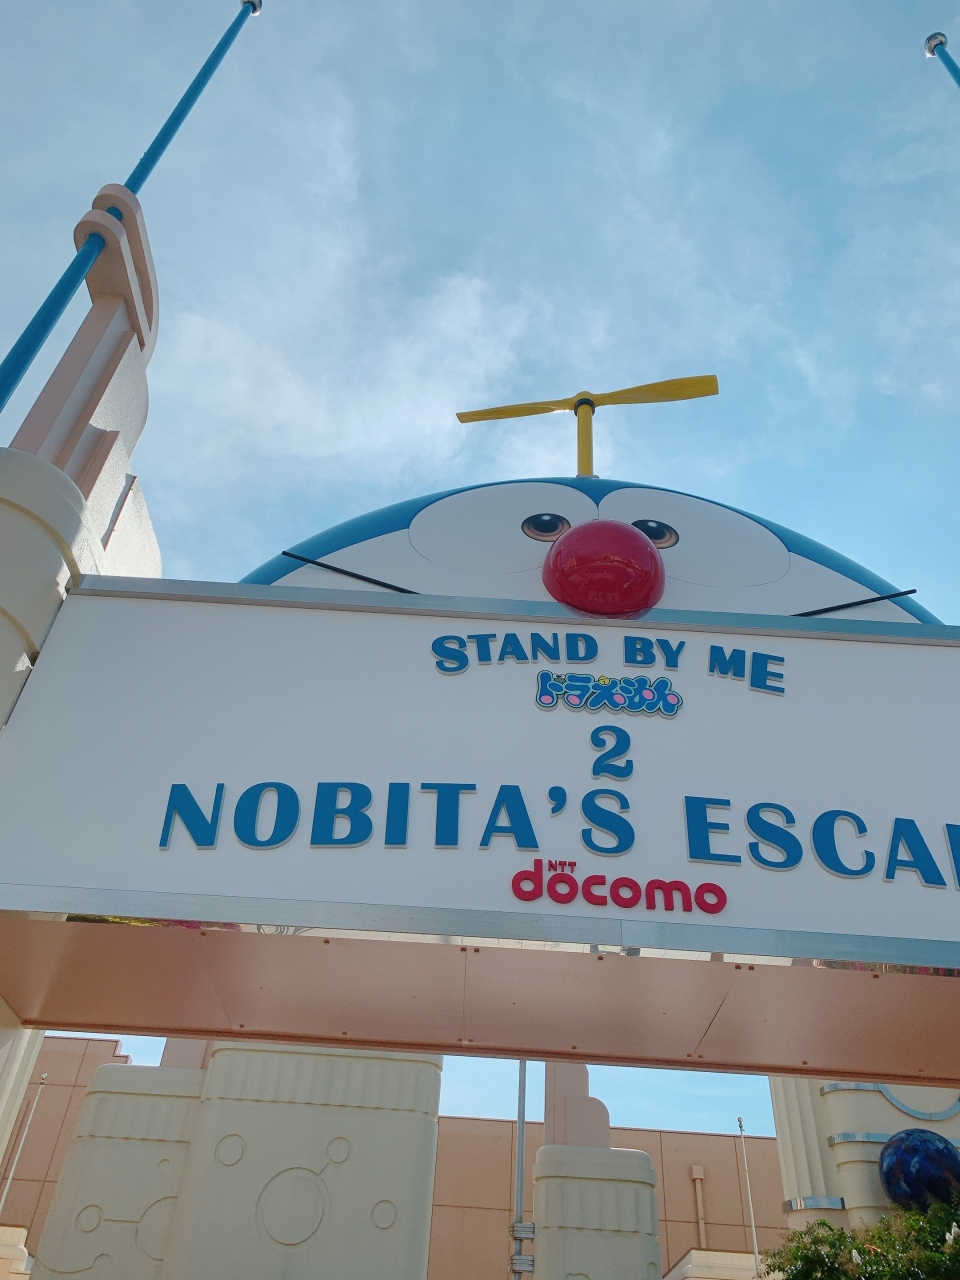 STAND BY ME
ドラえもん
2
NOBITA'S ESCA
NTT
docomo